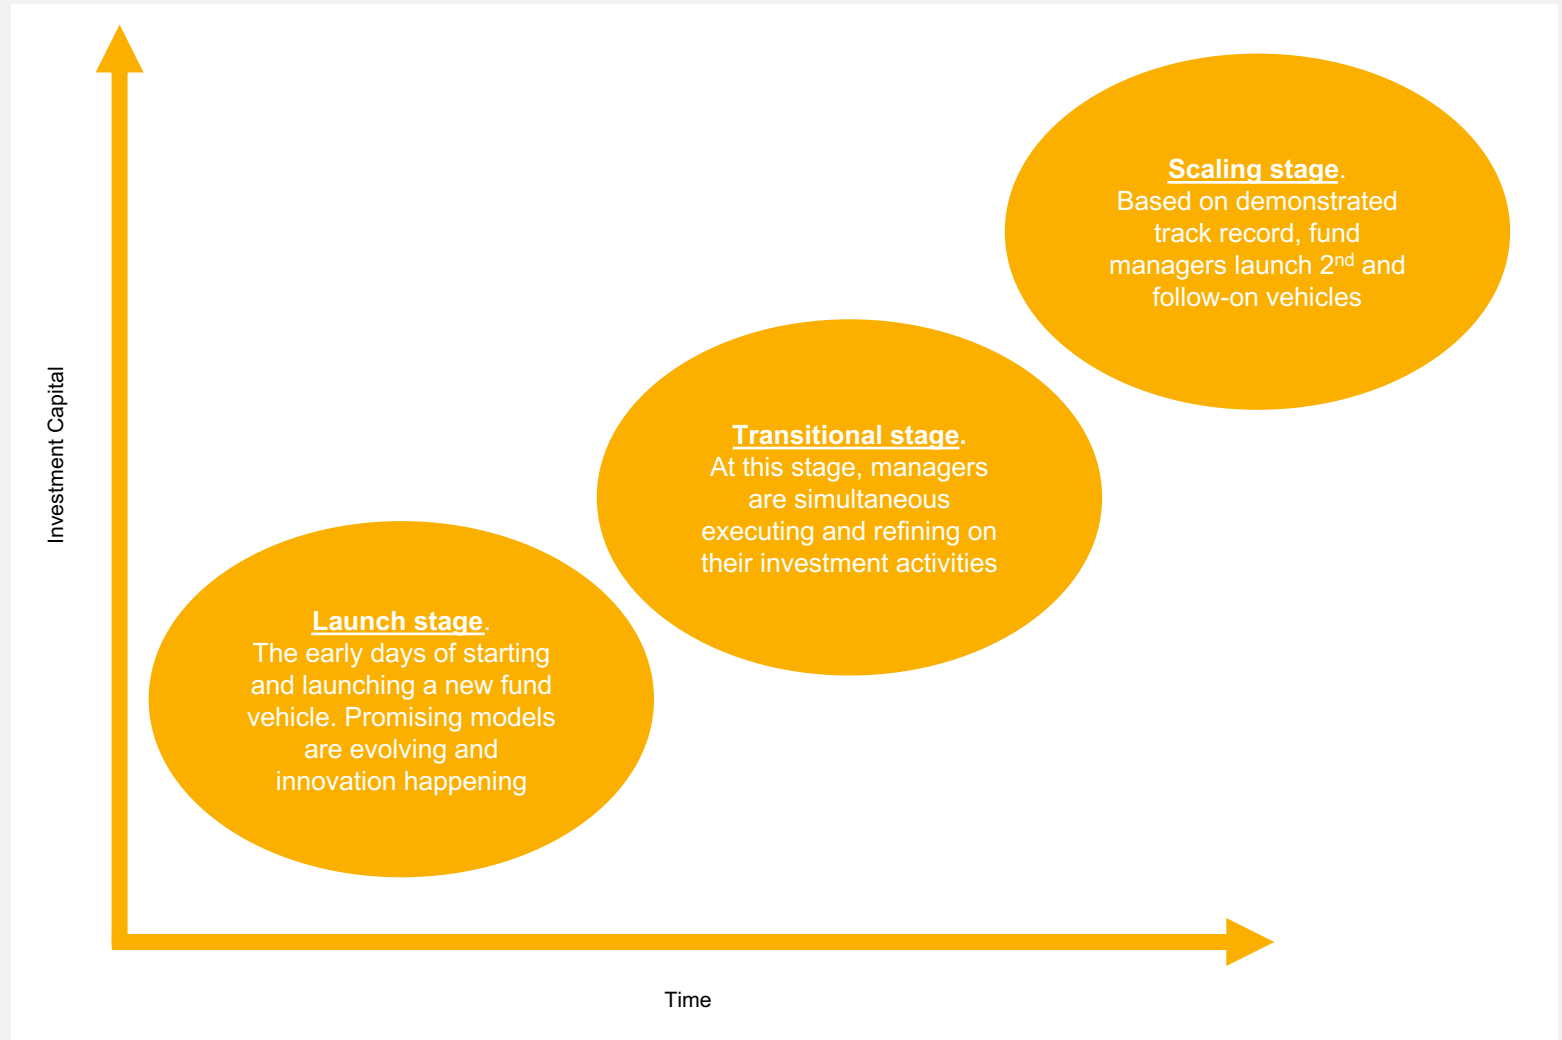 Scaling stage.
Based on demonstrated
track record, fund
managers launch 2nd and
follow-on vehicles
Transitional stage.
At this stage, managers
are simultaneous
executing and refining on
their investment activities
Launch stage.
The early days of starting
and launching a new fund
vehicle. Promising models
are evolving and
innovation happening
Investment Capital
Time